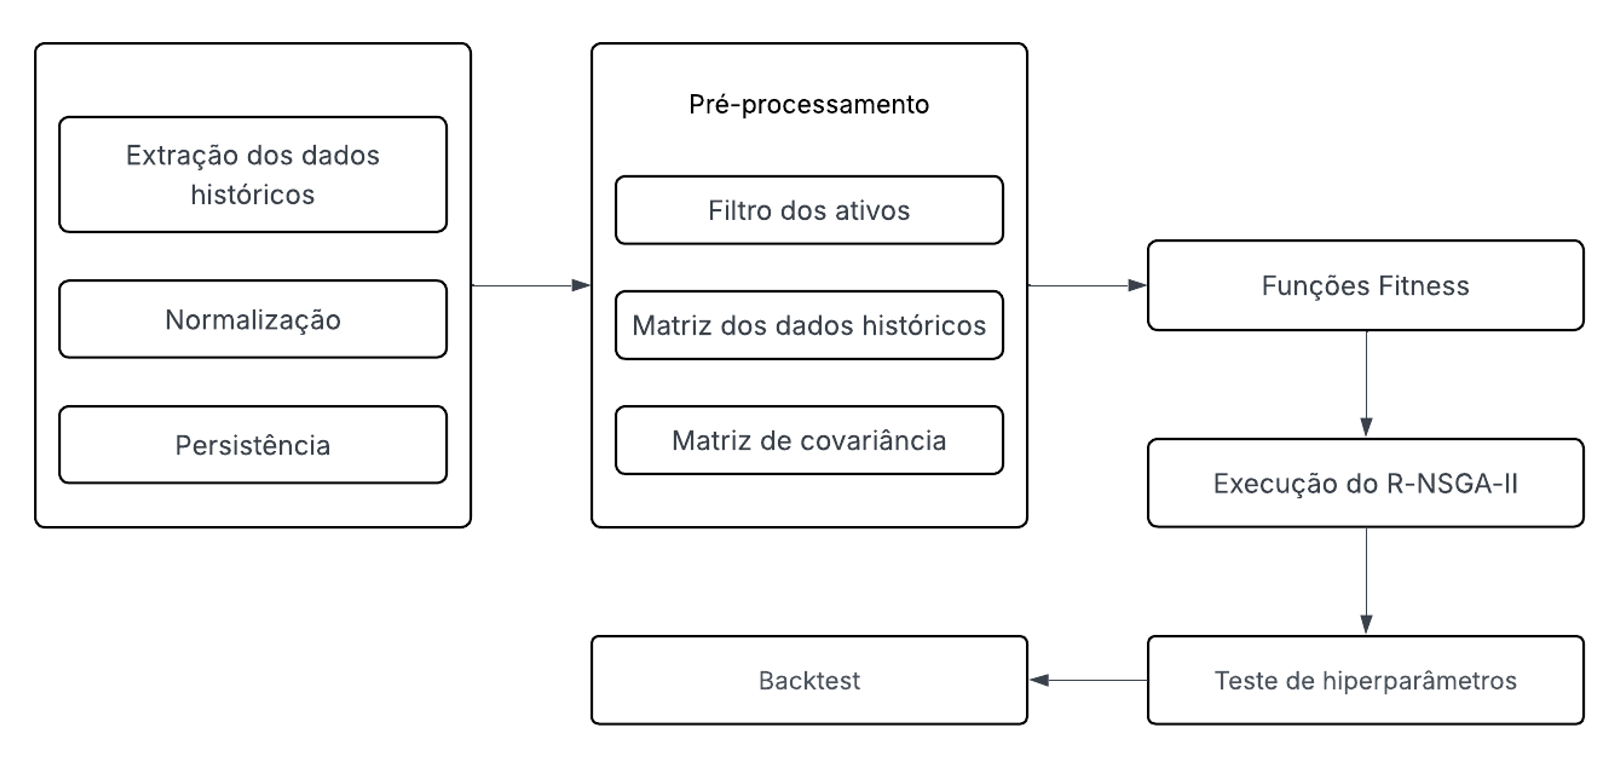 Extração dos dados
históricos
Normalização
Persistência
Pré-processamento
Filtro dos ativos
Matriz dos dados históricos
Matriz de covariância
Funções Fitness
Execução do R-NSGA-II
Teste de hiperparâmetros
Backtest